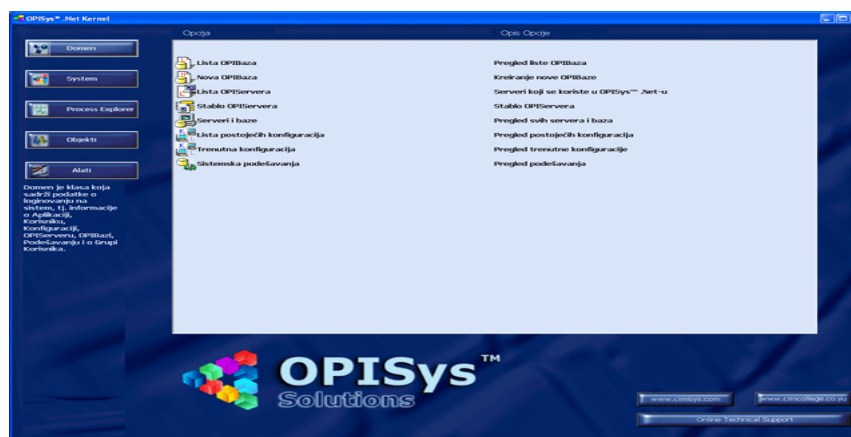 OPISys™ .Net Kernel
Opcija
Opis Opcije
Domen
System
Process Explorer
Objekti
Alati
Domen je klasa koja
sadrži podatke o
loginovanju na
sistem, tj. informacije
o Aplikaciji,
Korisniku,
Konfiguraciji,
OPIServeru, OPIBazi,
Podešavanju i o Grupi
Korisnika.
Lista OPIBaza
Pregled liste OPIBaza
Nova OPIBaza
Kreiranje nove OPIBaze
Lista OPIServera
Serveri koji se koriste u OPISys™ .Net-u
Stablo OPIServera
Stablo OPIServera
Serveri i baze
Pregled svih servera i baza
Lista postojećih konfiguracija
Pregled postojećih konfiguracija
Trenutna konfiguracija
Pregled trenutne konfiguracije
Sistemska podešavanja
Pregled podešavanja
OPISys™
Solutions
www.cimsys.com
www.cimcollege.co.yu
Online Technical Support